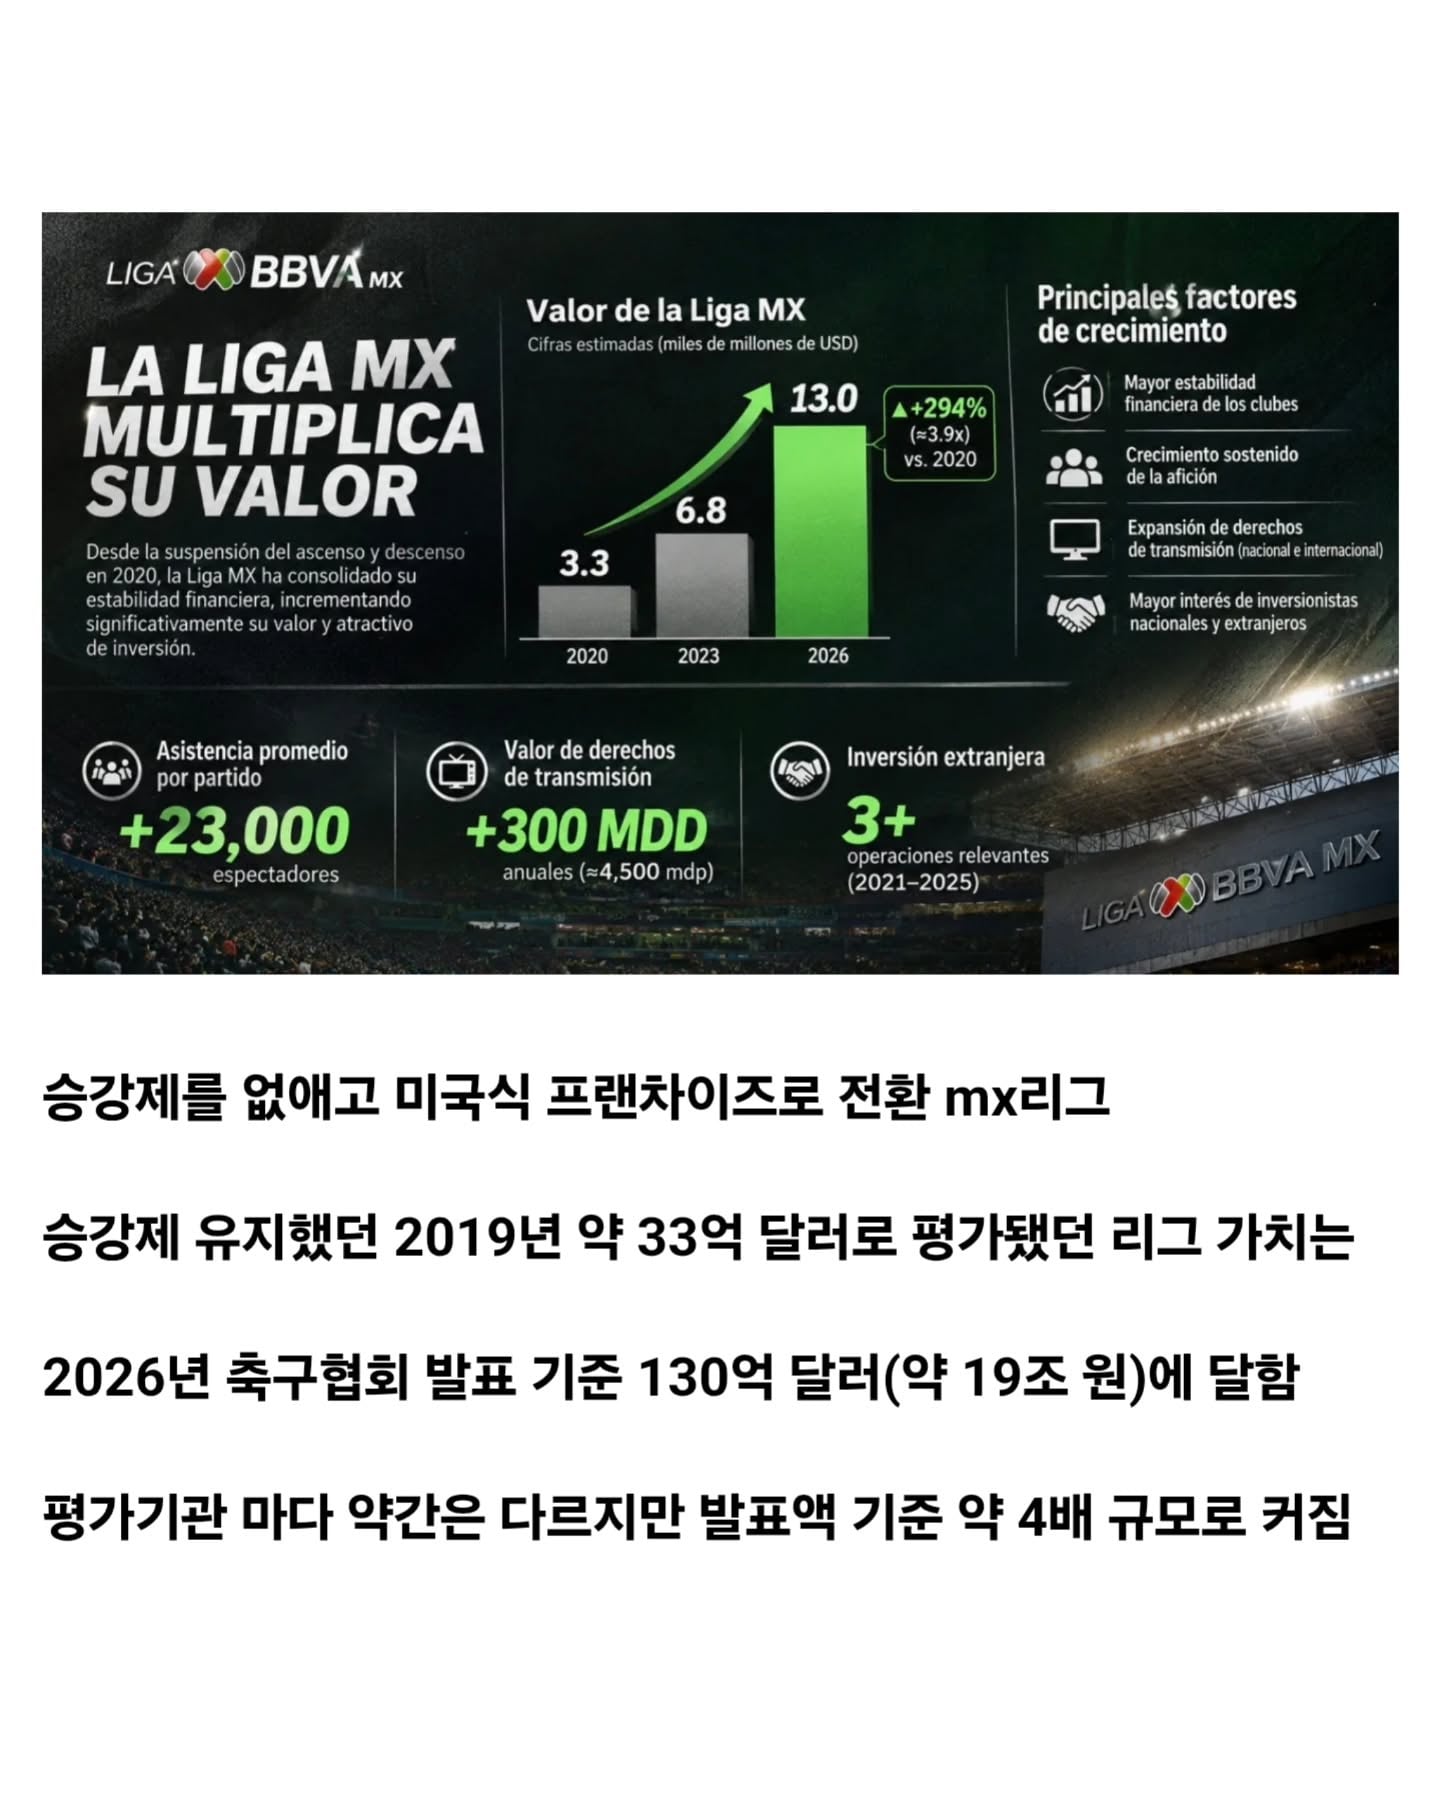 LIGA BBVA MX
LA LIGA MX
MULTIPLICA
SU VALOR
Desde la suspensión del ascenso y descenso
en 2020, la Liga MX ha consolidado su
estabilidad financiera, incrementando
significativamente su valor y atractivo
de inversión.
Valor de la Liga MX
Cifras estimadas (miles de millones de USD)
3.3
6.8
13.0
▲+294%
(≈3.9x)
vs. 2020
2020
2023
2026
Principales factores
de crecimiento
Mayor estabilidad
financiera de los clubes
Crecimiento sostenido
de la afición
Expansión de derechos
de transmisión (nacional e internacional)
Mayor interés de inversionistas
nacionales y extranjeros
Asistencia promedio
por partido
+23,000
espectadores
Valor de derechos
de transmisión
+300 MDD
anuales (≈4,500 mdp)
Inversión extranjera
3+
operaciones relevantes
(2021–2025)
LIGA BBVA MX
승강제를 없애고 미국식 프랜차이즈로 전환 mx리그
승강제 유지했던 2019년 약 33억 달러로 평가됐던 리그 가치는
2026년 축구협회 발표 기준 130억 달러(약 19조 원)에 달함
평가기관 마다 약간은 다르지만 발표액 기준 약 4배 규모로 커짐